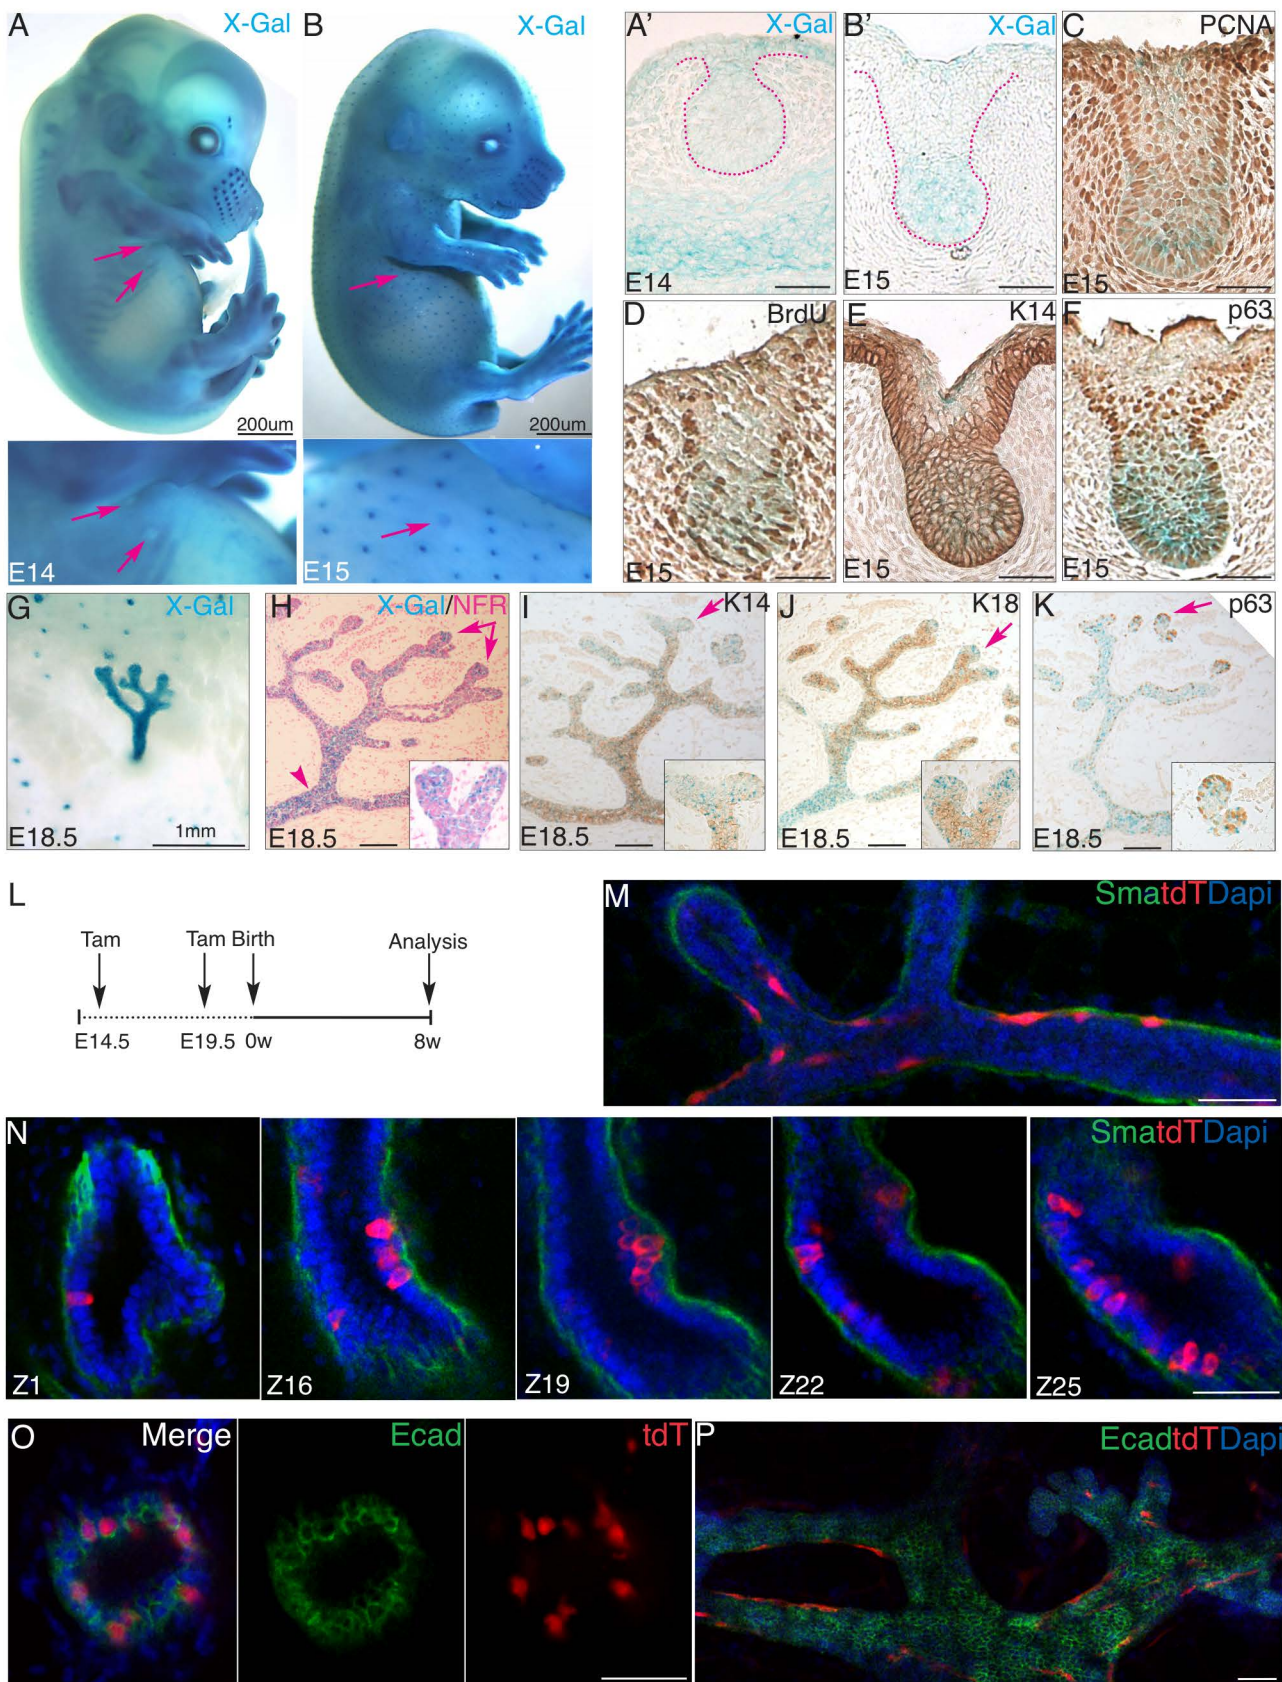 A X-Gal
B X-Gal
A' X-Gal
B' X-Gal
C PCNA
200um
200um
E14
E15
E15
E14
E15
D BrdU
E K14
F p63
E15
E15
E15
G X-Gal
H X-Gal/NFR
I K14
J K18
K p63
E18.5
1mm
E18.5
E18.5
E18.5
E18.5
L
Tam
Tam Birth
Analysis
E14.5
E19.5 0w
8w
M SmatdTDapi
N SmatdTDapi
Z1
Z16
Z19
Z22
Z25
O Merge
Ecad
tdT
P EcadtdTDapi